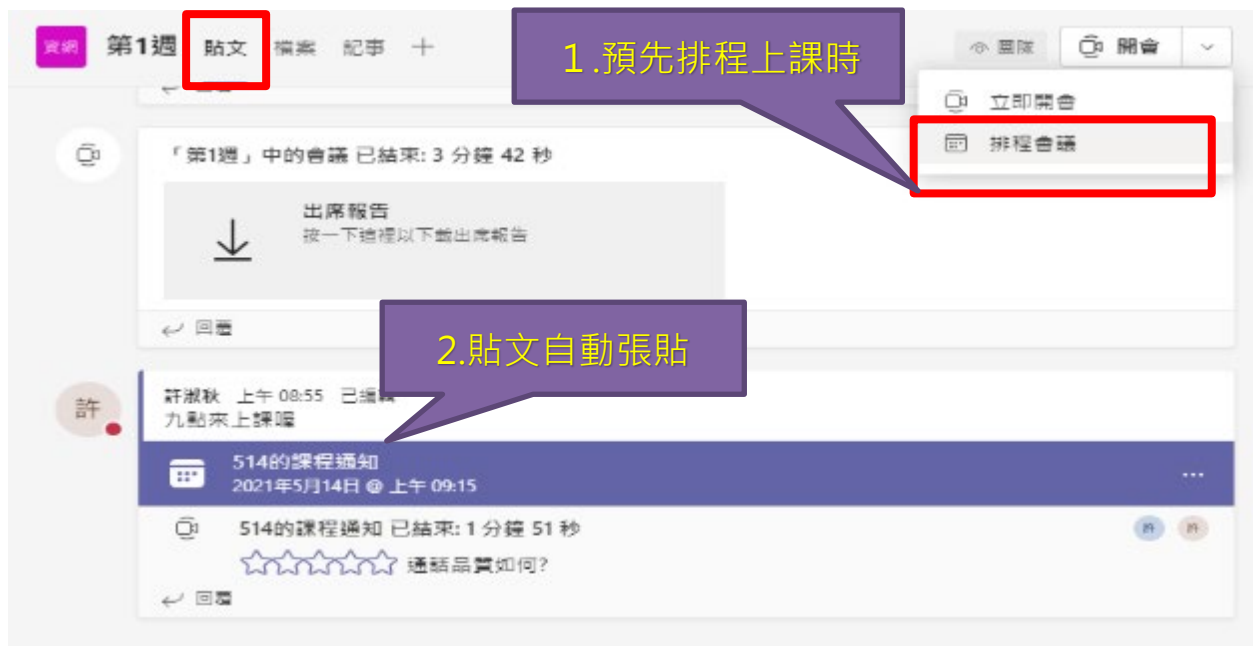 資網 第1週 貼文 檔案 記事 +
團隊 開會
立即開會
排程會議
1.預先排程上課時
回覆
「第1週」中的會議 已結束: 3 分鐘 42 秒
出席報告
按一下這裡以下載出席報告
回覆
2.貼文自動張貼
許
許淑秋 上午 08:55 已編輯
九點來上課喔
514的課程通知
2021年5月14日 @ 上午 09:15
...
514的課程通知 已結束: 1 分鐘 51 秒
許 許
通話品質如何?
回覆